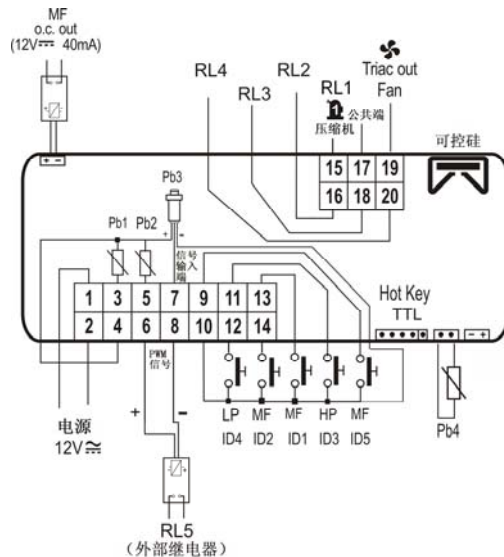 MF
o.c. out
(12V⎓ 40mA)
RL4
RL3
RL2
RL1
1
压缩机
公共端
Triac out
Fan
可控硅
15 17 19
16 18 20
+ -
Pb3
+ -
Pb1 Pb2
信号
输入
端
1 3 5 7 9 11 13
2 4 6 8 10 12 14
Hot Key
TTL
- +
PWM
信号
+ -
电源
12V≂
LP MF MF HP MF
ID4 ID2 ID1 ID3 ID5
Pb4
RL5
(外部继电器)